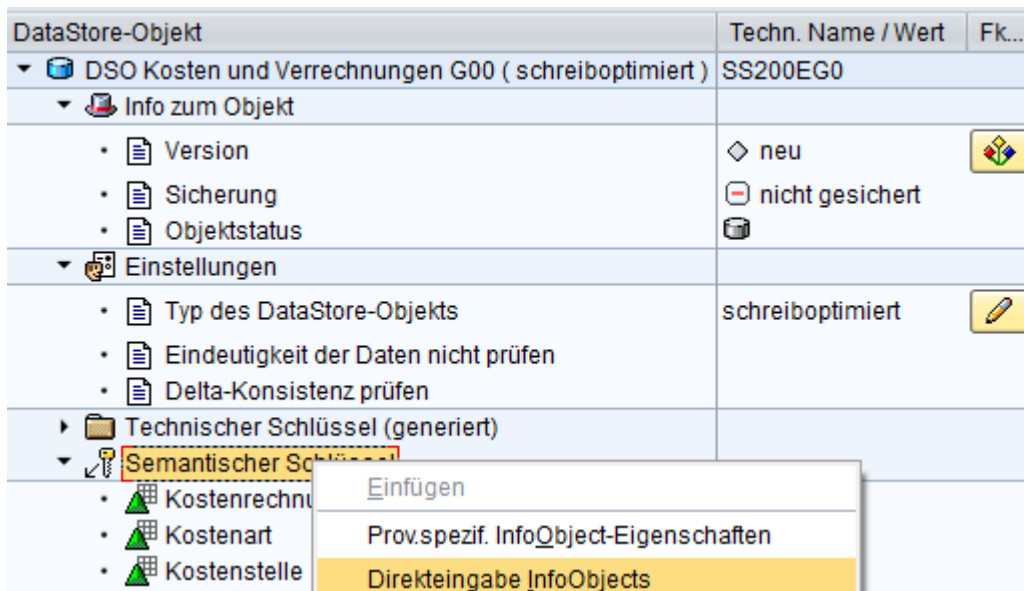 DataStore-Objekt Techn. Name / Wert Fk...
DSO Kosten und Verrechnungen G00 ( schreiboptimiert ) SS200EG0
Info zum Objekt
Version neu
Sicherung nicht gesichert
Objektstatus
Einstellungen
Typ des DataStore-Objekts schreiboptimiert
Eindeutigkeit der Daten nicht prüfen
Delta-Konsistenz prüfen
Technischer Schlüssel (generiert)
Semantischer Schlüssel
Einfügen
Kostenrechnu
Kostenart Prov.spezif. InfoObject-Eigenschaften
Kostenstelle Direkteingabe InfoObjects